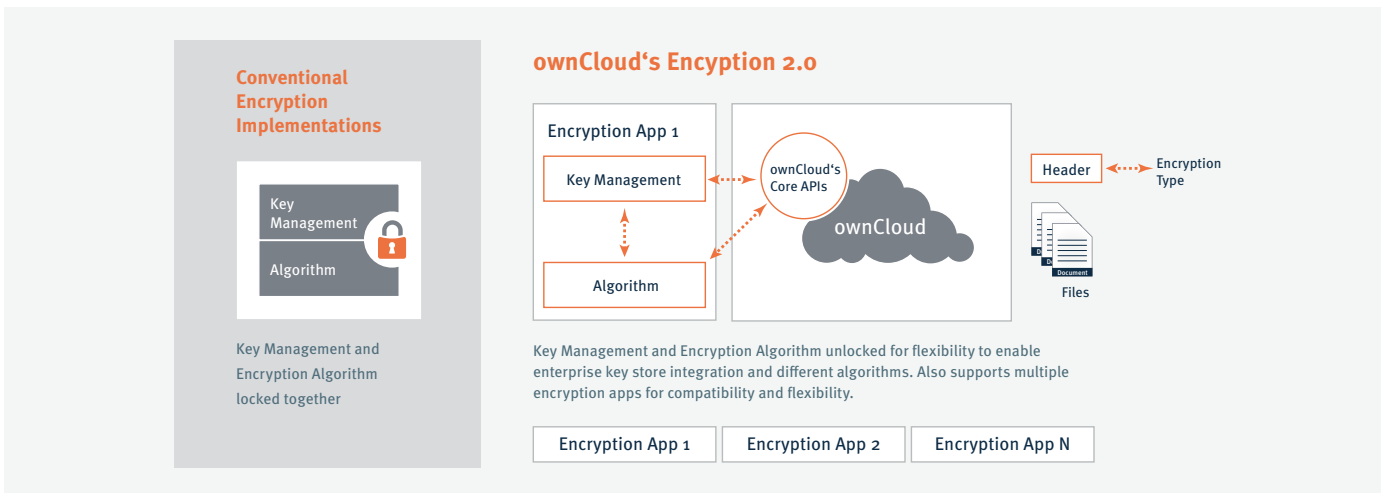 Conventional
Encryption
Implementations
Key
Management
Algorithm
Key Management and
Encryption Algorithm
locked together
ownCloud‘s Encyption 2.0
Encryption App 1
Key Management
Algorithm
ownCloud‘s
Core APIs
ownCloud
Header
Encryption
Type
D
Do
Document
Files
Key Management and Encryption Algorithm unlocked for flexibility to enable
enterprise key store integration and different algorithms. Also supports multiple
encryption apps for compatibility and flexibility.
Encryption App 1
Encryption App 2
Encryption App N